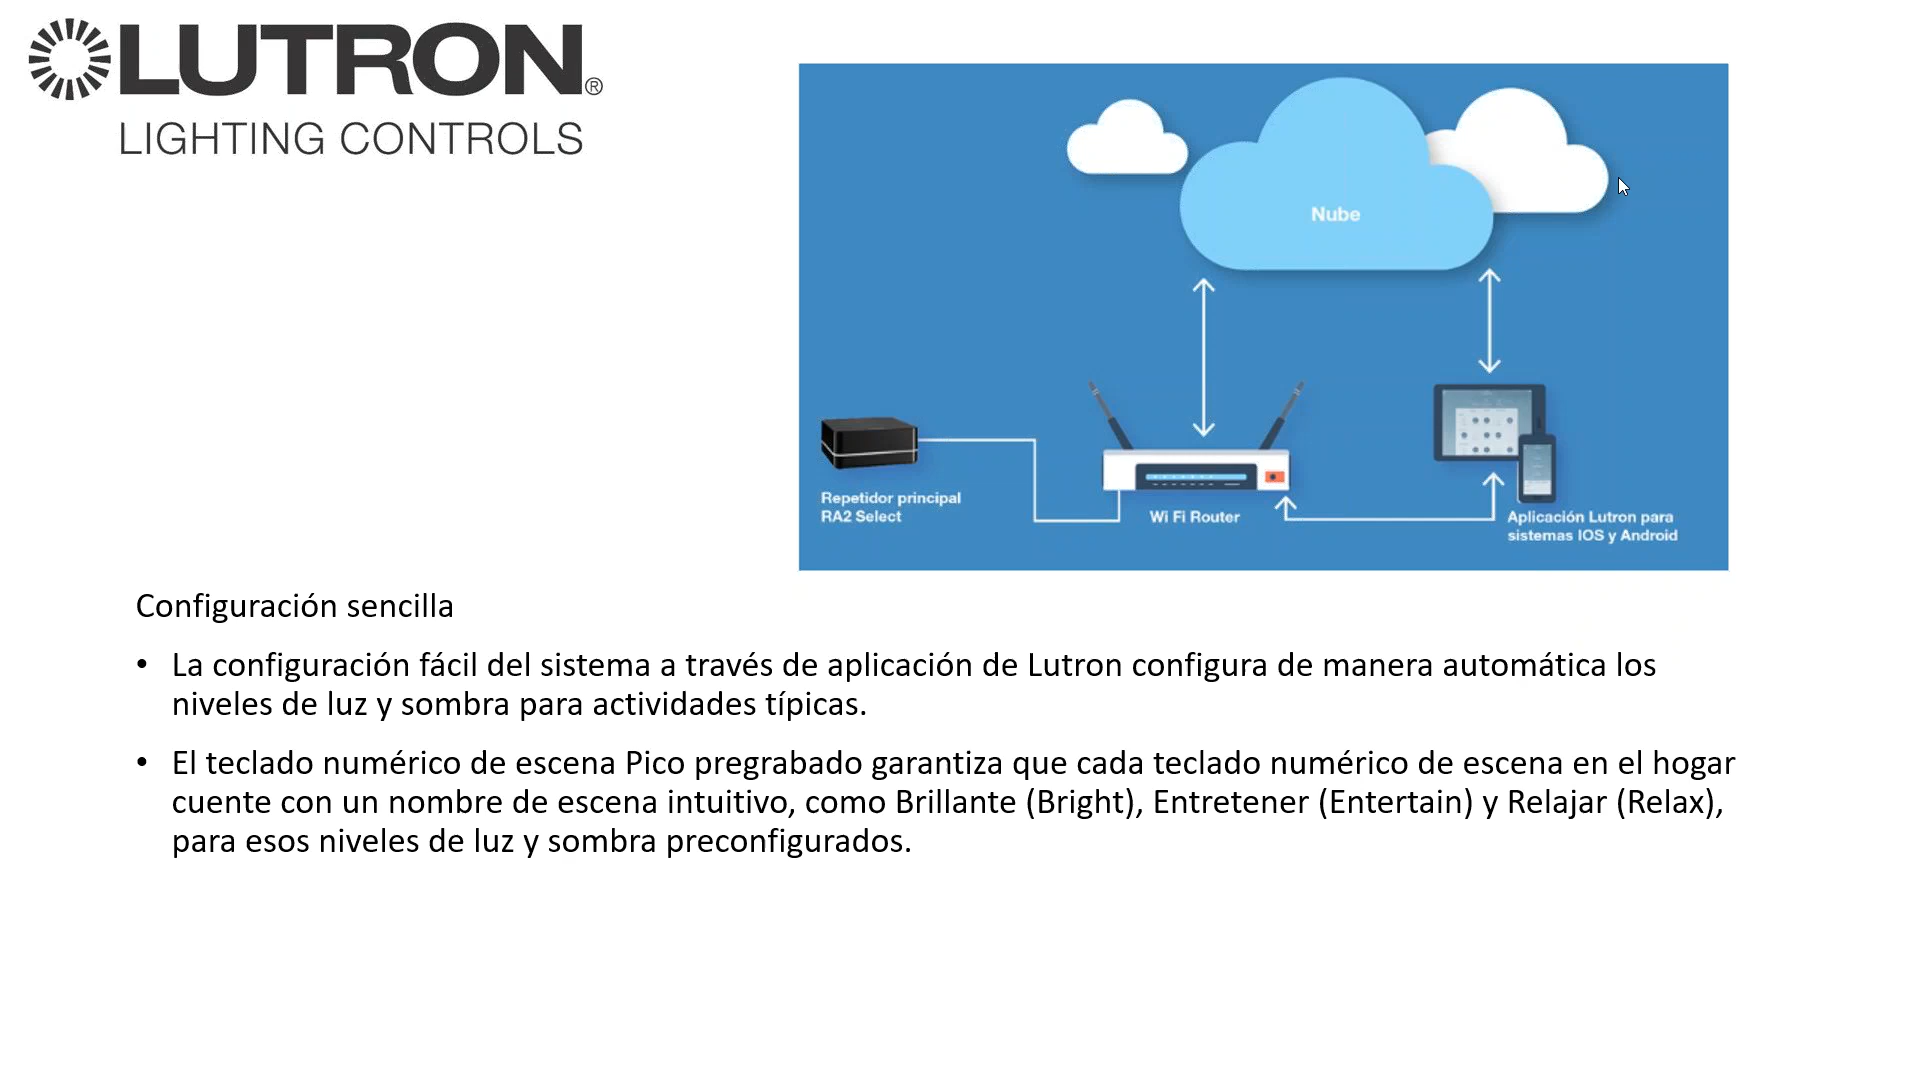 LUTRON®
LIGHTING CONTROLS
Nube
Repetidor principal
RA2 Select
Wi Fi Router
Aplicación Lutron para
sistemas IOS y Android
Configuración sencilla
• La configuración fácil del sistema a través de aplicación de Lutron configura de manera automática los
niveles de luz y sombra para actividades típicas.
• El teclado numérico de escena Pico pregrabado garantiza que cada teclado numérico de escena en el hogar
cuente con un nombre de escena intuitivo, como Brillante (Bright), Entretener (Entertain) y Relajar (Relax),
para esos niveles de luz y sombra preconfigurados.